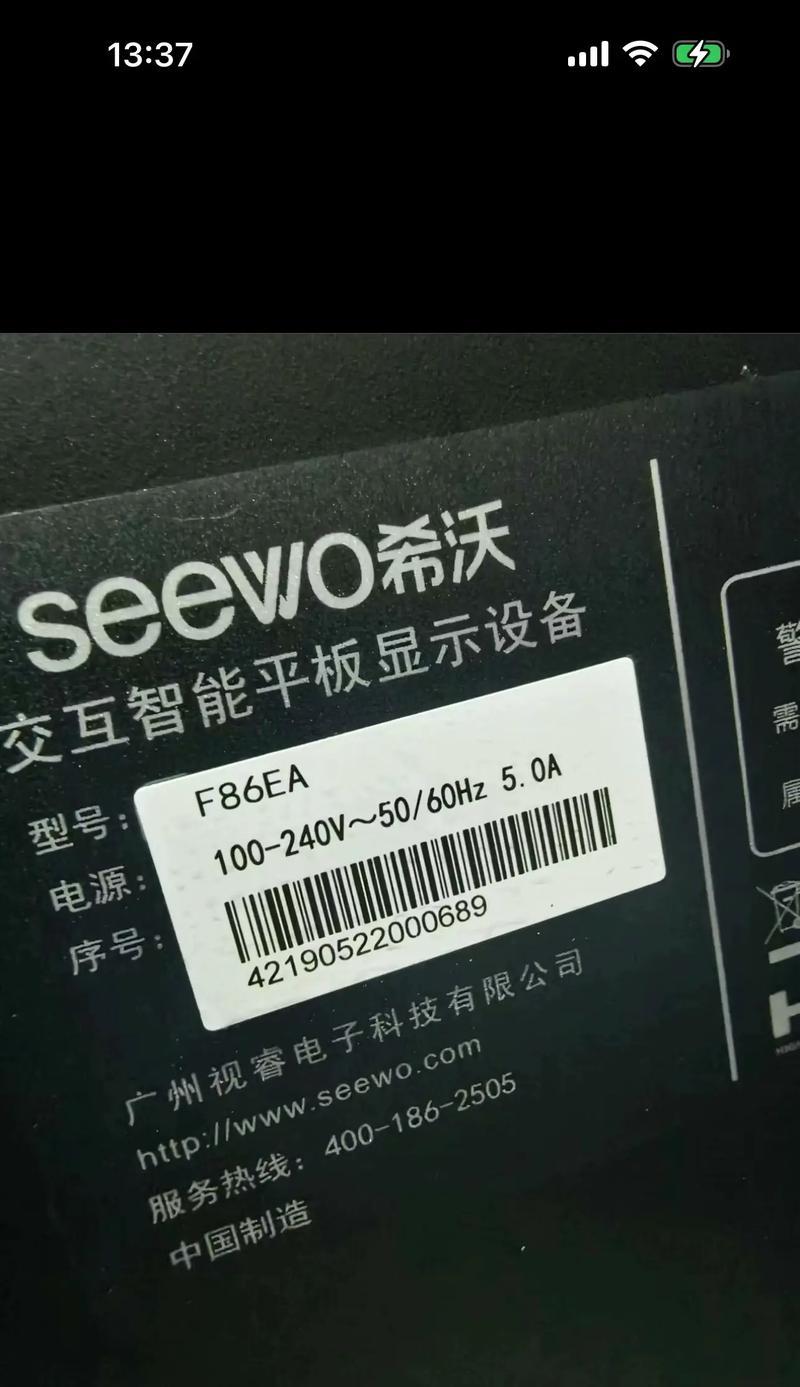 13:37
seewo希沃
交互智能平板显示设备
型号: F86EA
电源: 100-240V~50/60Hz 5.0A
序号: 42190522000689
广州视睿电子科技有限公司
http://www.seewo.com
服务热线: 400-186-2505
中国制造
警
需
属
H